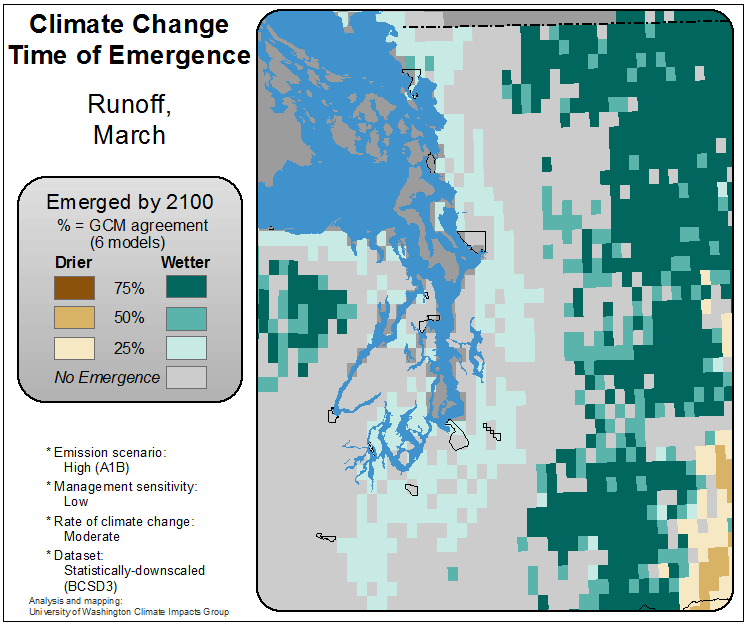 Climate Change
Time of Emergence
Runoff,
March
Emerged by 2100
% = GCM agreement
(6 models)
Drier Wetter
75%
50%
25%
No Emergence
* Emission scenario:
High (A1B)
* Management sensitivity:
Low
* Rate of climate change:
Moderate
* Dataset:
Statistically-downscaled
(BCSD3)
Analysis and mapping:
University of Washington Climate Impacts Group